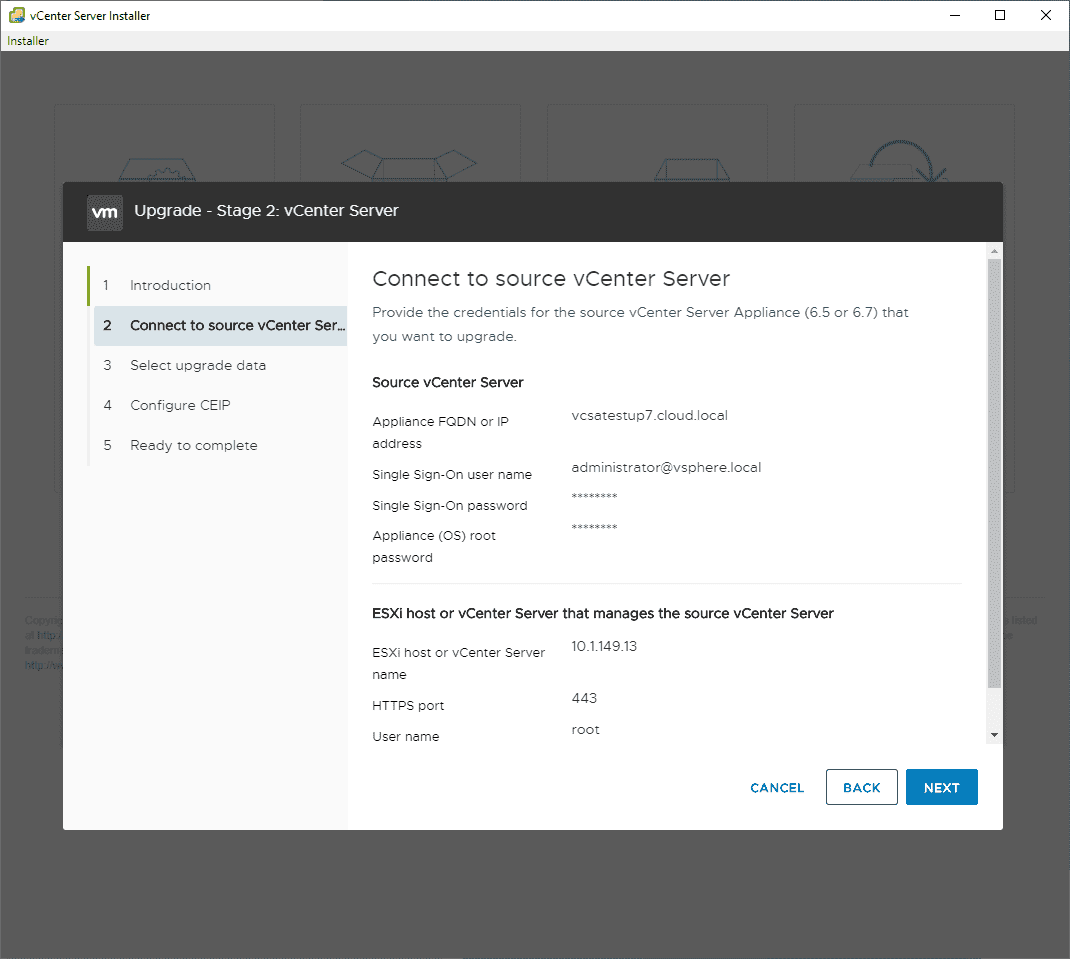 vCenter Server Installer
Installer
vm
Upgrade - Stage 2: vCenter Server
1 Introduction
2 Connect to source vCenter Ser...
3 Select upgrade data
4 Configure CEIP
5 Ready to complete
Connect to source vCenter Server
Provide the credentials for the source vCenter Server Appliance (6.5 or 6.7) that
you want to upgrade.
Source vCenter Server
Appliance FQDN or IP
address
vcsatestup7.cloud.local
Single Sign-On user name
administrator@vsphere.local
Single Sign-On password
********
Appliance (OS) root
password
********
ESXi host or vCenter Server that manages the source vCenter Server
ESXi host or vCenter Server
name
10.1.149.13
HTTPS port
443
User name
root
CANCEL
BACK
NEXT
listed
at http:/
http://w